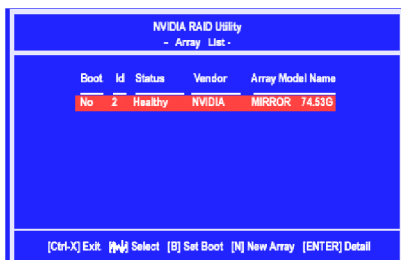 NVIDIA RAID Utility
- Array List -
Boot Id Status Vendor Array Model Name
No 2 Healthy NVIDIA MIRROR 74.53G
[Ctrl-X] Exit [↑↓] Select [B] Set Boot [N] New Array [ENTER] Detail